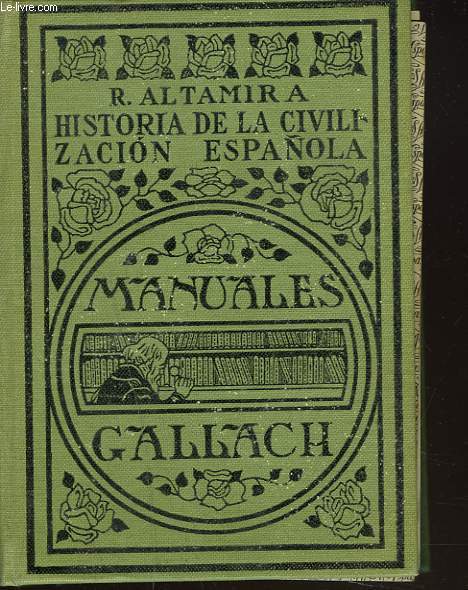 Le-livre.com
R. ALTAMIRA
HISTORIA DE LA CIVILI-
ZACIÓN ESPAÑOLA
MANUALES
GALLACH